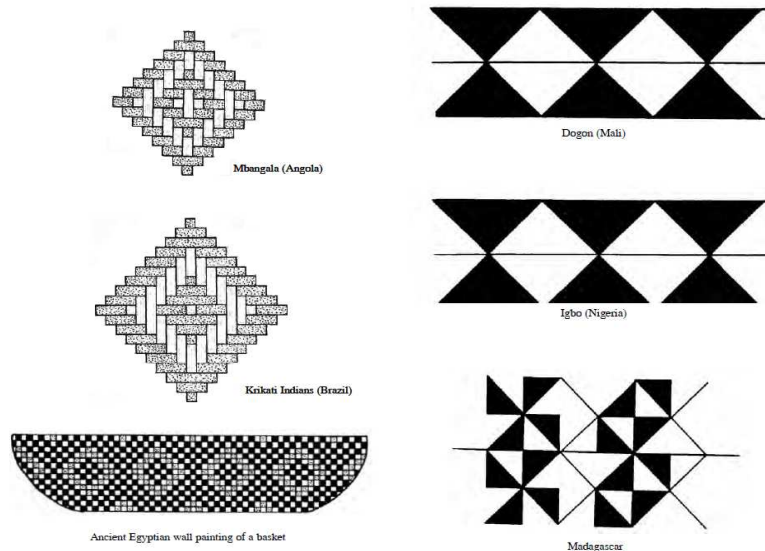 Mbangala (Angola)
Krikati Indians (Brazil)
Ancient Egyptian wall painting of a basket
Dogon (Mali)
Igbo (Nigeria)
Madagascar